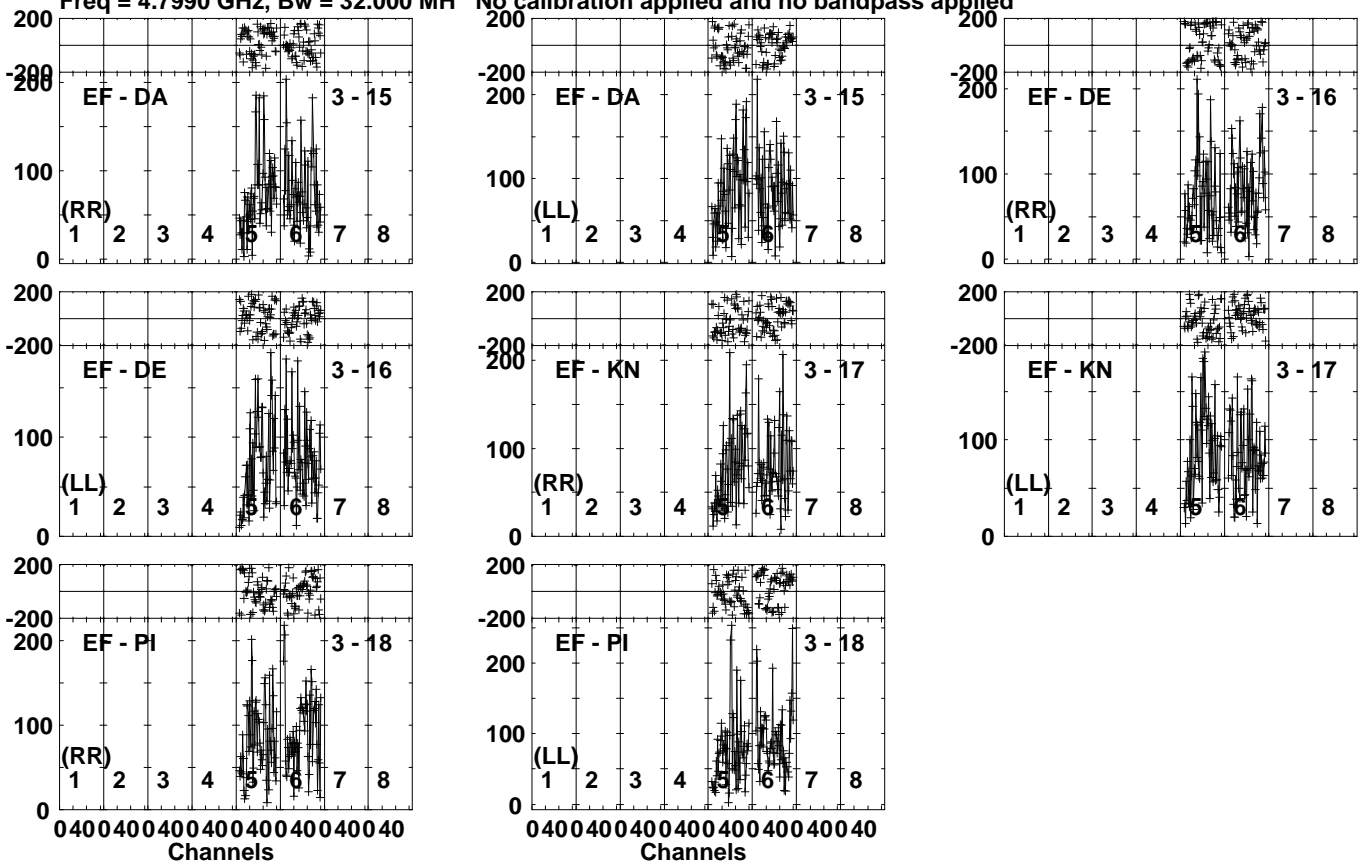 Freq = 4.7990 GHz, Bw = 32.000 MH No calibration applied and no bandpass applied
200 200 200
-200 -200 -200
200 200 200
EF - DA 3 - 15 EF - DA 3 - 15 EF - DE 3 - 16
100 100 100
(RR) (LL) (RR)
1 2 3 4 5 6 7 8 1 2 3 4 5 6 7 8 1 2 3 4 5 6 7 8
0 0 0
200 200 200
-200 -200 -200
EF - DE 3 - 16 200 EF - KN 3 - 17 EF - KN 3 - 17
100 100 100
(LL) (RR) (LL)
1 2 3 4 5 6 7 8 1 2 3 4 5 6 7 8 1 2 3 4 5 6 7 8
0 0 0
200 200
-200 -200
200 EF - PI 3 - 18 EF - PI 3 - 18
200
100 100
(RR) (LL)
1 2 3 4 5 6 7 8 1 2 3 4 5 6 7 8
0 0
0 40 0 40 0 40 0 40 0 40 0 40 0 40 0 40 0 40 0 40 0 40 0 40 0 40 0 40 0 40 0 40
Channels Channels